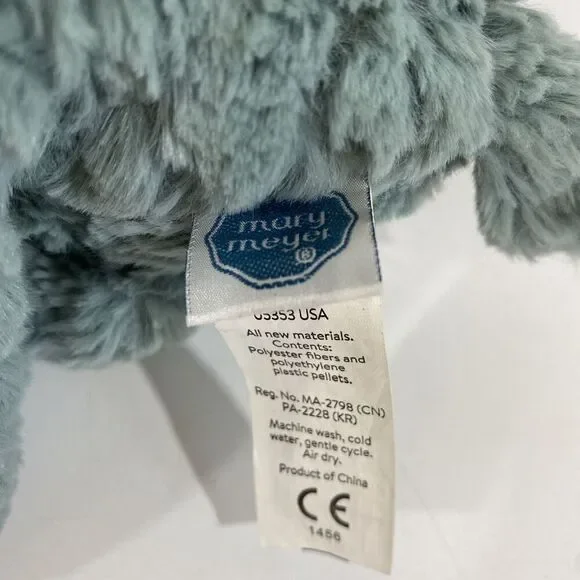 mary
meyer
®
05353 USA
All new materials.
Contents:
Polyester fibers and
polyethylene
plastic pellets.
Reg. No. MA-2798 (CN)
PA-2228 (KR)
Machine wash, cold
water, gentle cycle.
Air dry.
Product of China
CE
1486